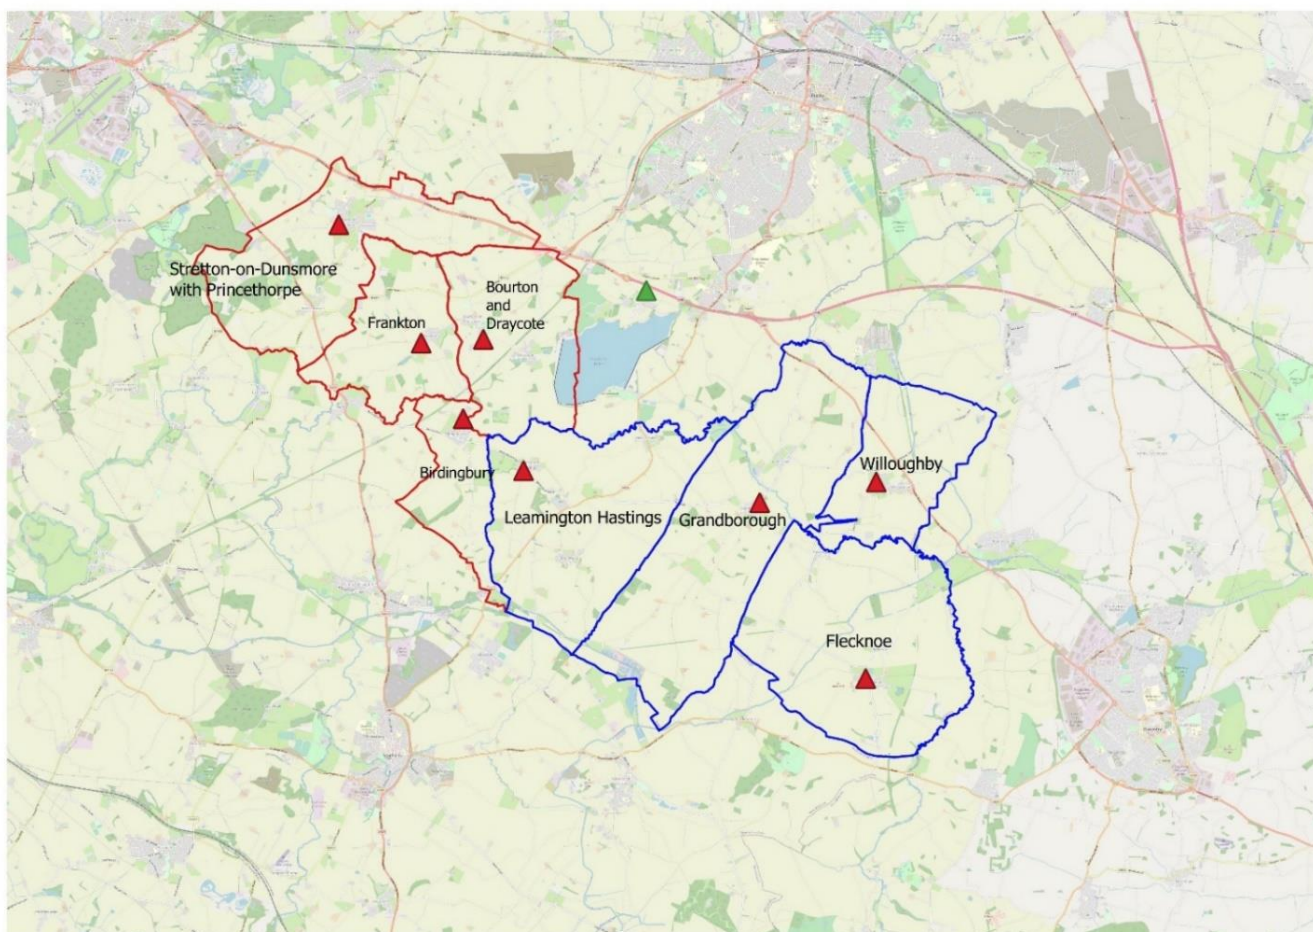 Stretton-on-Dunsmore
with Princethorpe
Bourton
and
Draycote
Frankton
Birdingbury
Leamington Hastings
Grandborough
Willoughby
Flecknoe